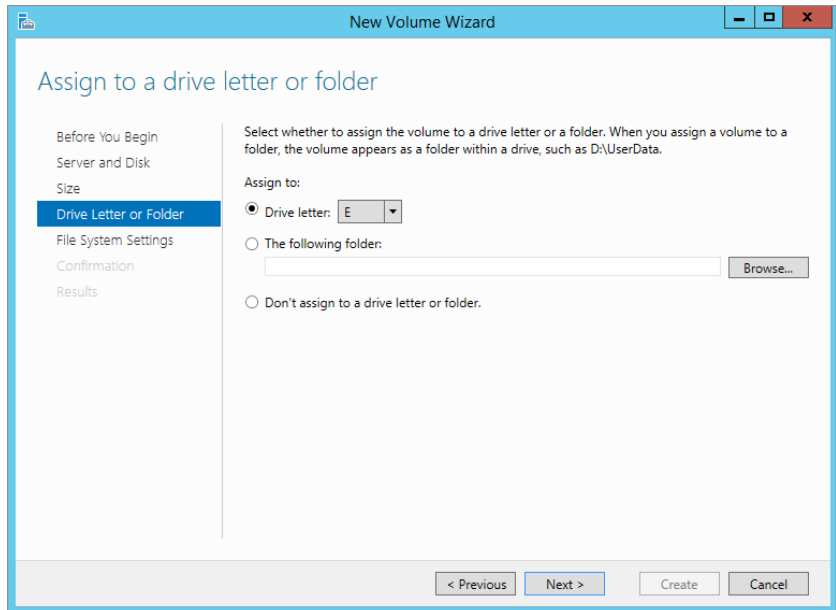 New Volume Wizard
Assign to a drive letter or folder
Before You Begin
Server and Disk
Size
Drive Letter or Folder
File System Settings
Confirmation
Results
Select whether to assign the volume to a drive letter or a folder. When you assign a volume to a
folder, the volume appears as a folder within a drive, such as D:\UserData.
Assign to:
Drive letter: E
The following folder:
Browse...
Don't assign to a drive letter or folder.
< Previous Next > Create Cancel